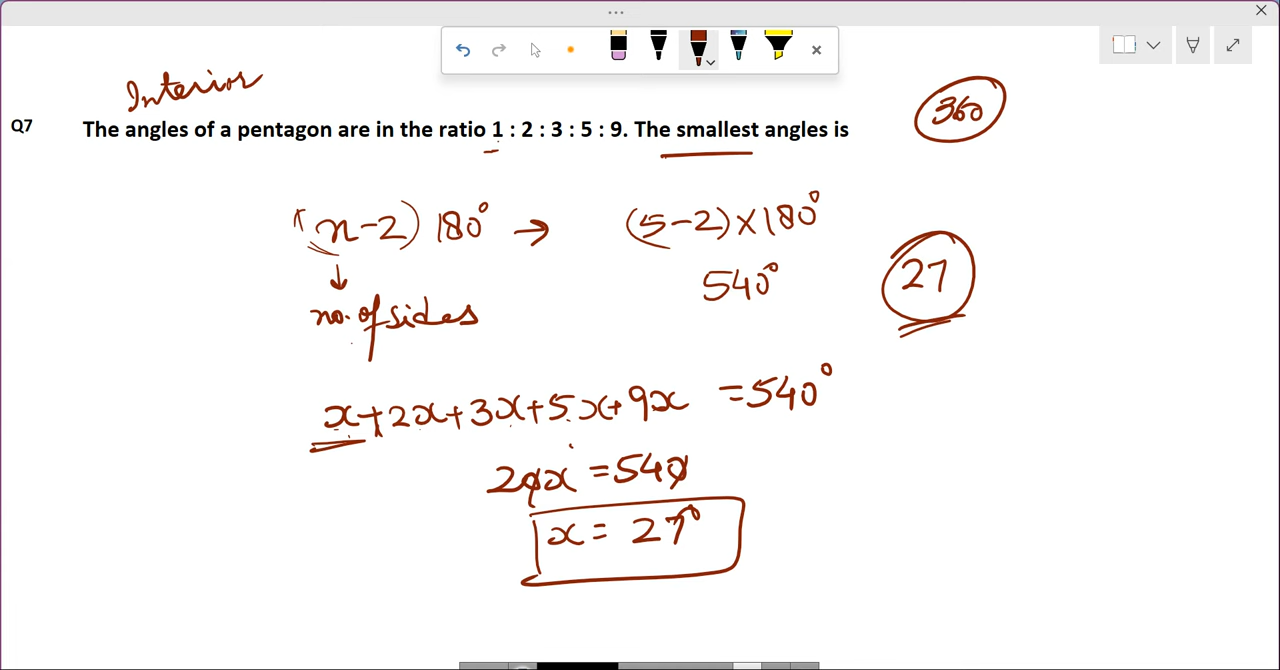 Interior
360
Q7 The angles of a pentagon are in the ratio 1 : 2 : 3 : 5 : 9. The smallest angles is
(n-2) 180° → (5-2)×180°
↓
no. of sides
540°
27
x+2x+3x+5x+9x = 540°
20x = 540
x = 27°